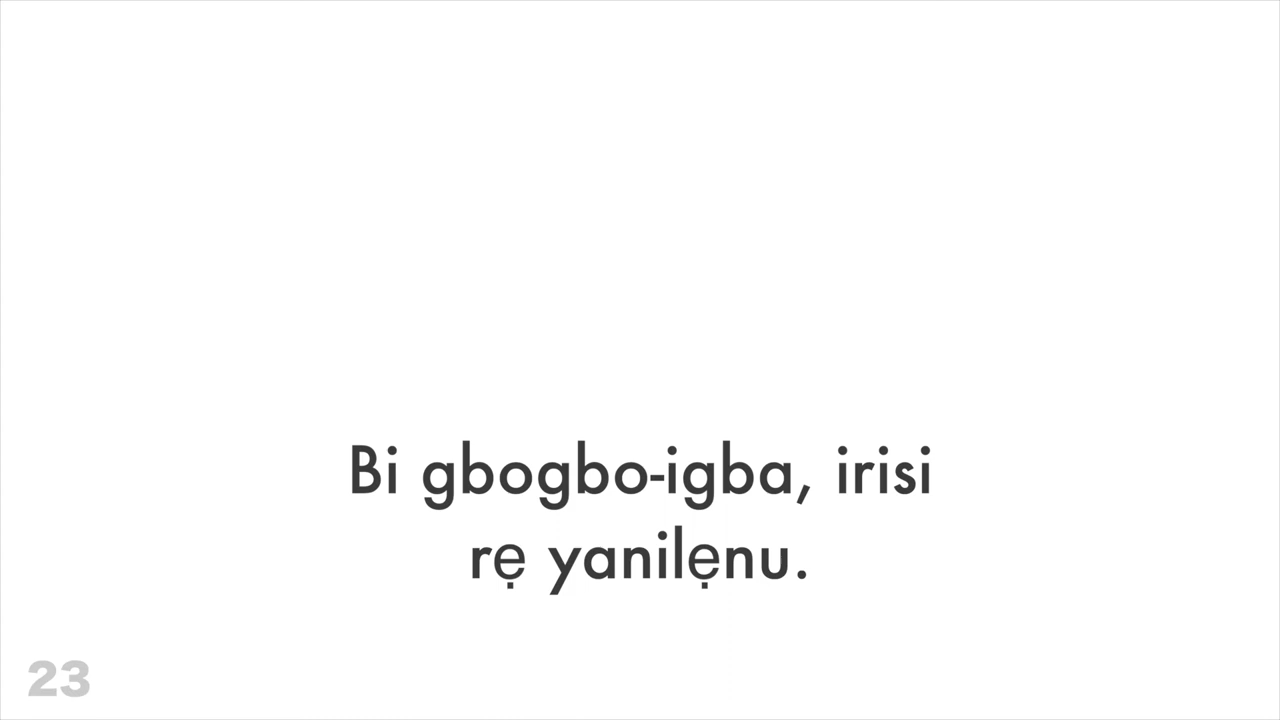 Bi gbogbo-igba, irisi
rẹ yanilẹnu.
23